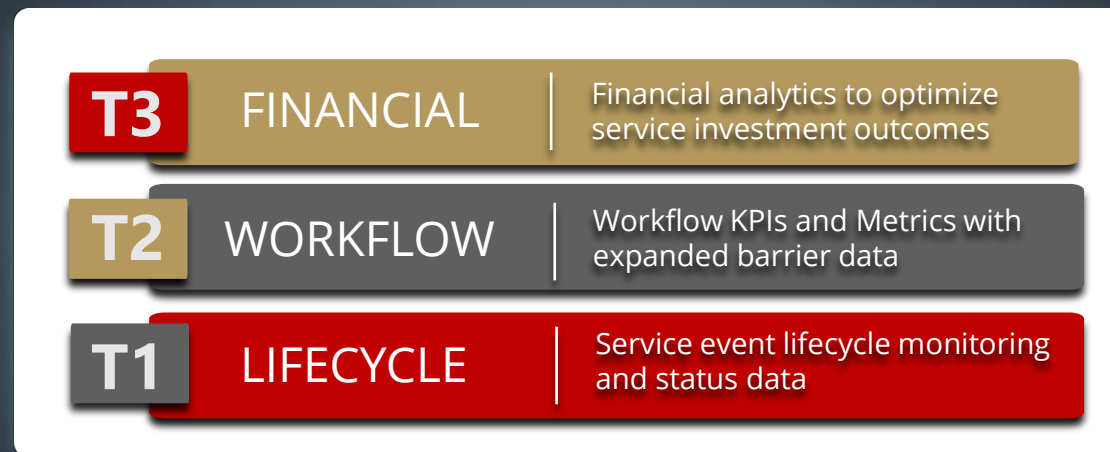 T3
FINANCIAL
Financial analytics to optimize
service investment outcomes
T2
WORKFLOW
Workflow KPIs and Metrics with
expanded barrier data
T1
LIFECYCLE
Service event lifecycle monitoring
and status data